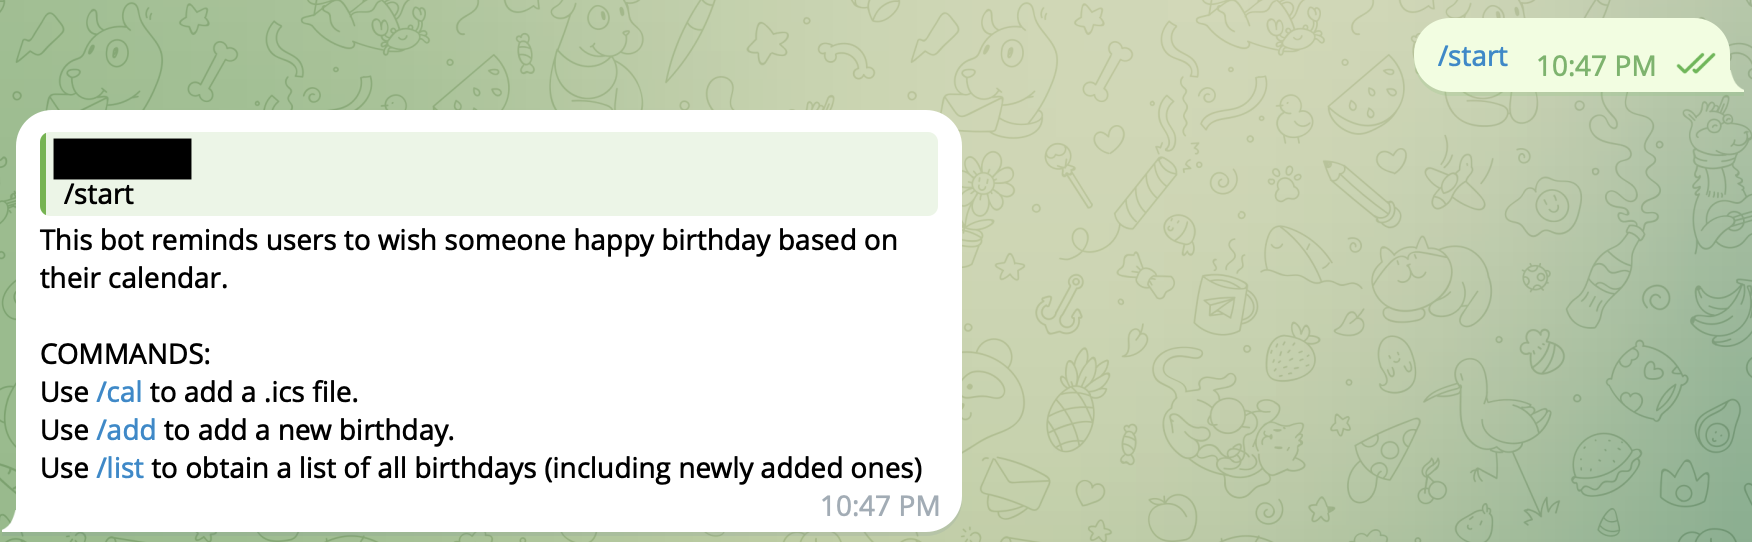 /start 10:47 PM
/start
This bot reminds users to wish someone happy birthday based on
their calendar.
COMMANDS:
Use /cal to add a .ics file.
Use /add to add a new birthday.
Use /list to obtain a list of all birthdays (including newly added ones)
10:47 PM